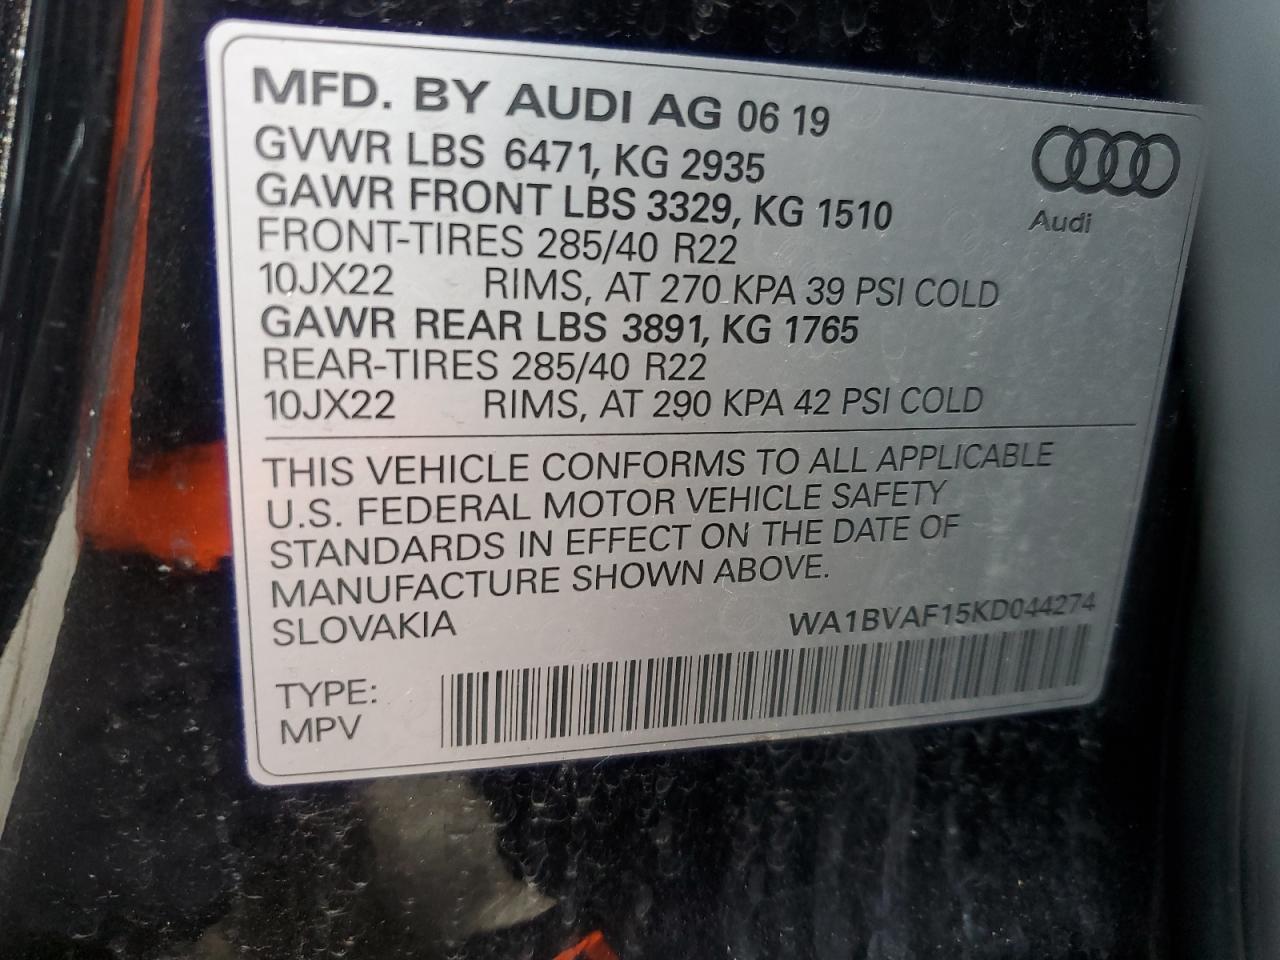 MFD. BY AUDI AG 06 19
GVWR LBS 6471, KG 2935
GAWR FRONT LBS 3329, KG 1510
FRONT-TIRES 285/40 R22
10JX22 RIMS, AT 270 KPA 39 PSI COLD
GAWR REAR LBS 3891, KG 1765
REAR-TIRES 285/40 R22
10JX22 RIMS, AT 290 KPA 42 PSI COLD
Audi
THIS VEHICLE CONFORMS TO ALL APPLICABLE
U.S. FEDERAL MOTOR VEHICLE SAFETY
STANDARDS IN EFFECT ON THE DATE OF
MANUFACTURE SHOWN ABOVE.
SLOVAKIA WA1BVAF15KD044274
TYPE:
MPV